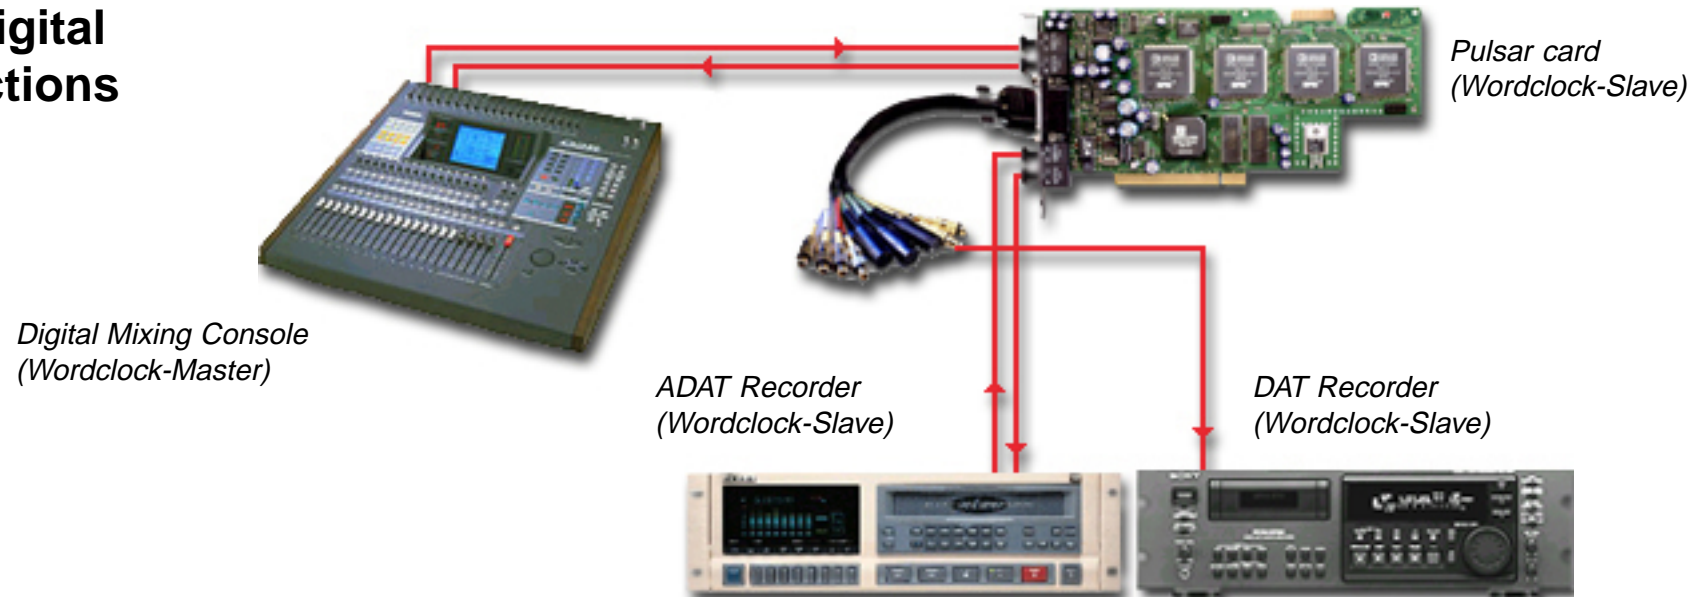 igital
ctions
Pulsar card
(Wordclock-Slave)
Digital Mixing Console
(Wordclock-Master)
ADAT Recorder
(Wordclock-Slave)
DAT Recorder
(Wordclock-Slave)